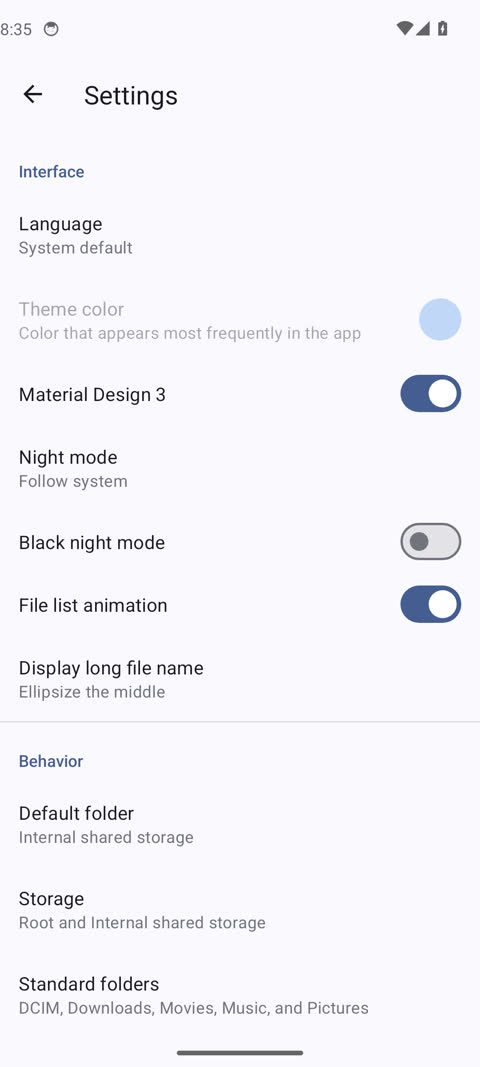 8:35
Settings
Interface
Language
System default
Theme color
Color that appears most frequently in the app
Material Design 3
Night mode
Follow system
Black night mode
File list animation
Display long file name
Ellipsize the middle
Behavior
Default folder
Internal shared storage
Storage
Root and Internal shared storage
Standard folders
DCIM, Downloads, Movies, Music, and Pictures